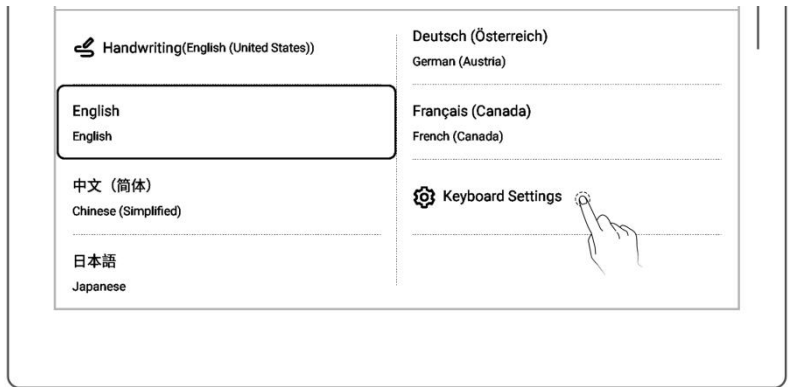 Handwriting(English (United States))
English
English
中文（简体）
Chinese (Simplified)
日本語
Japanese
Deutsch (Österreich)
German (Austria)
Français (Canada)
French (Canada)
Keyboard Settings